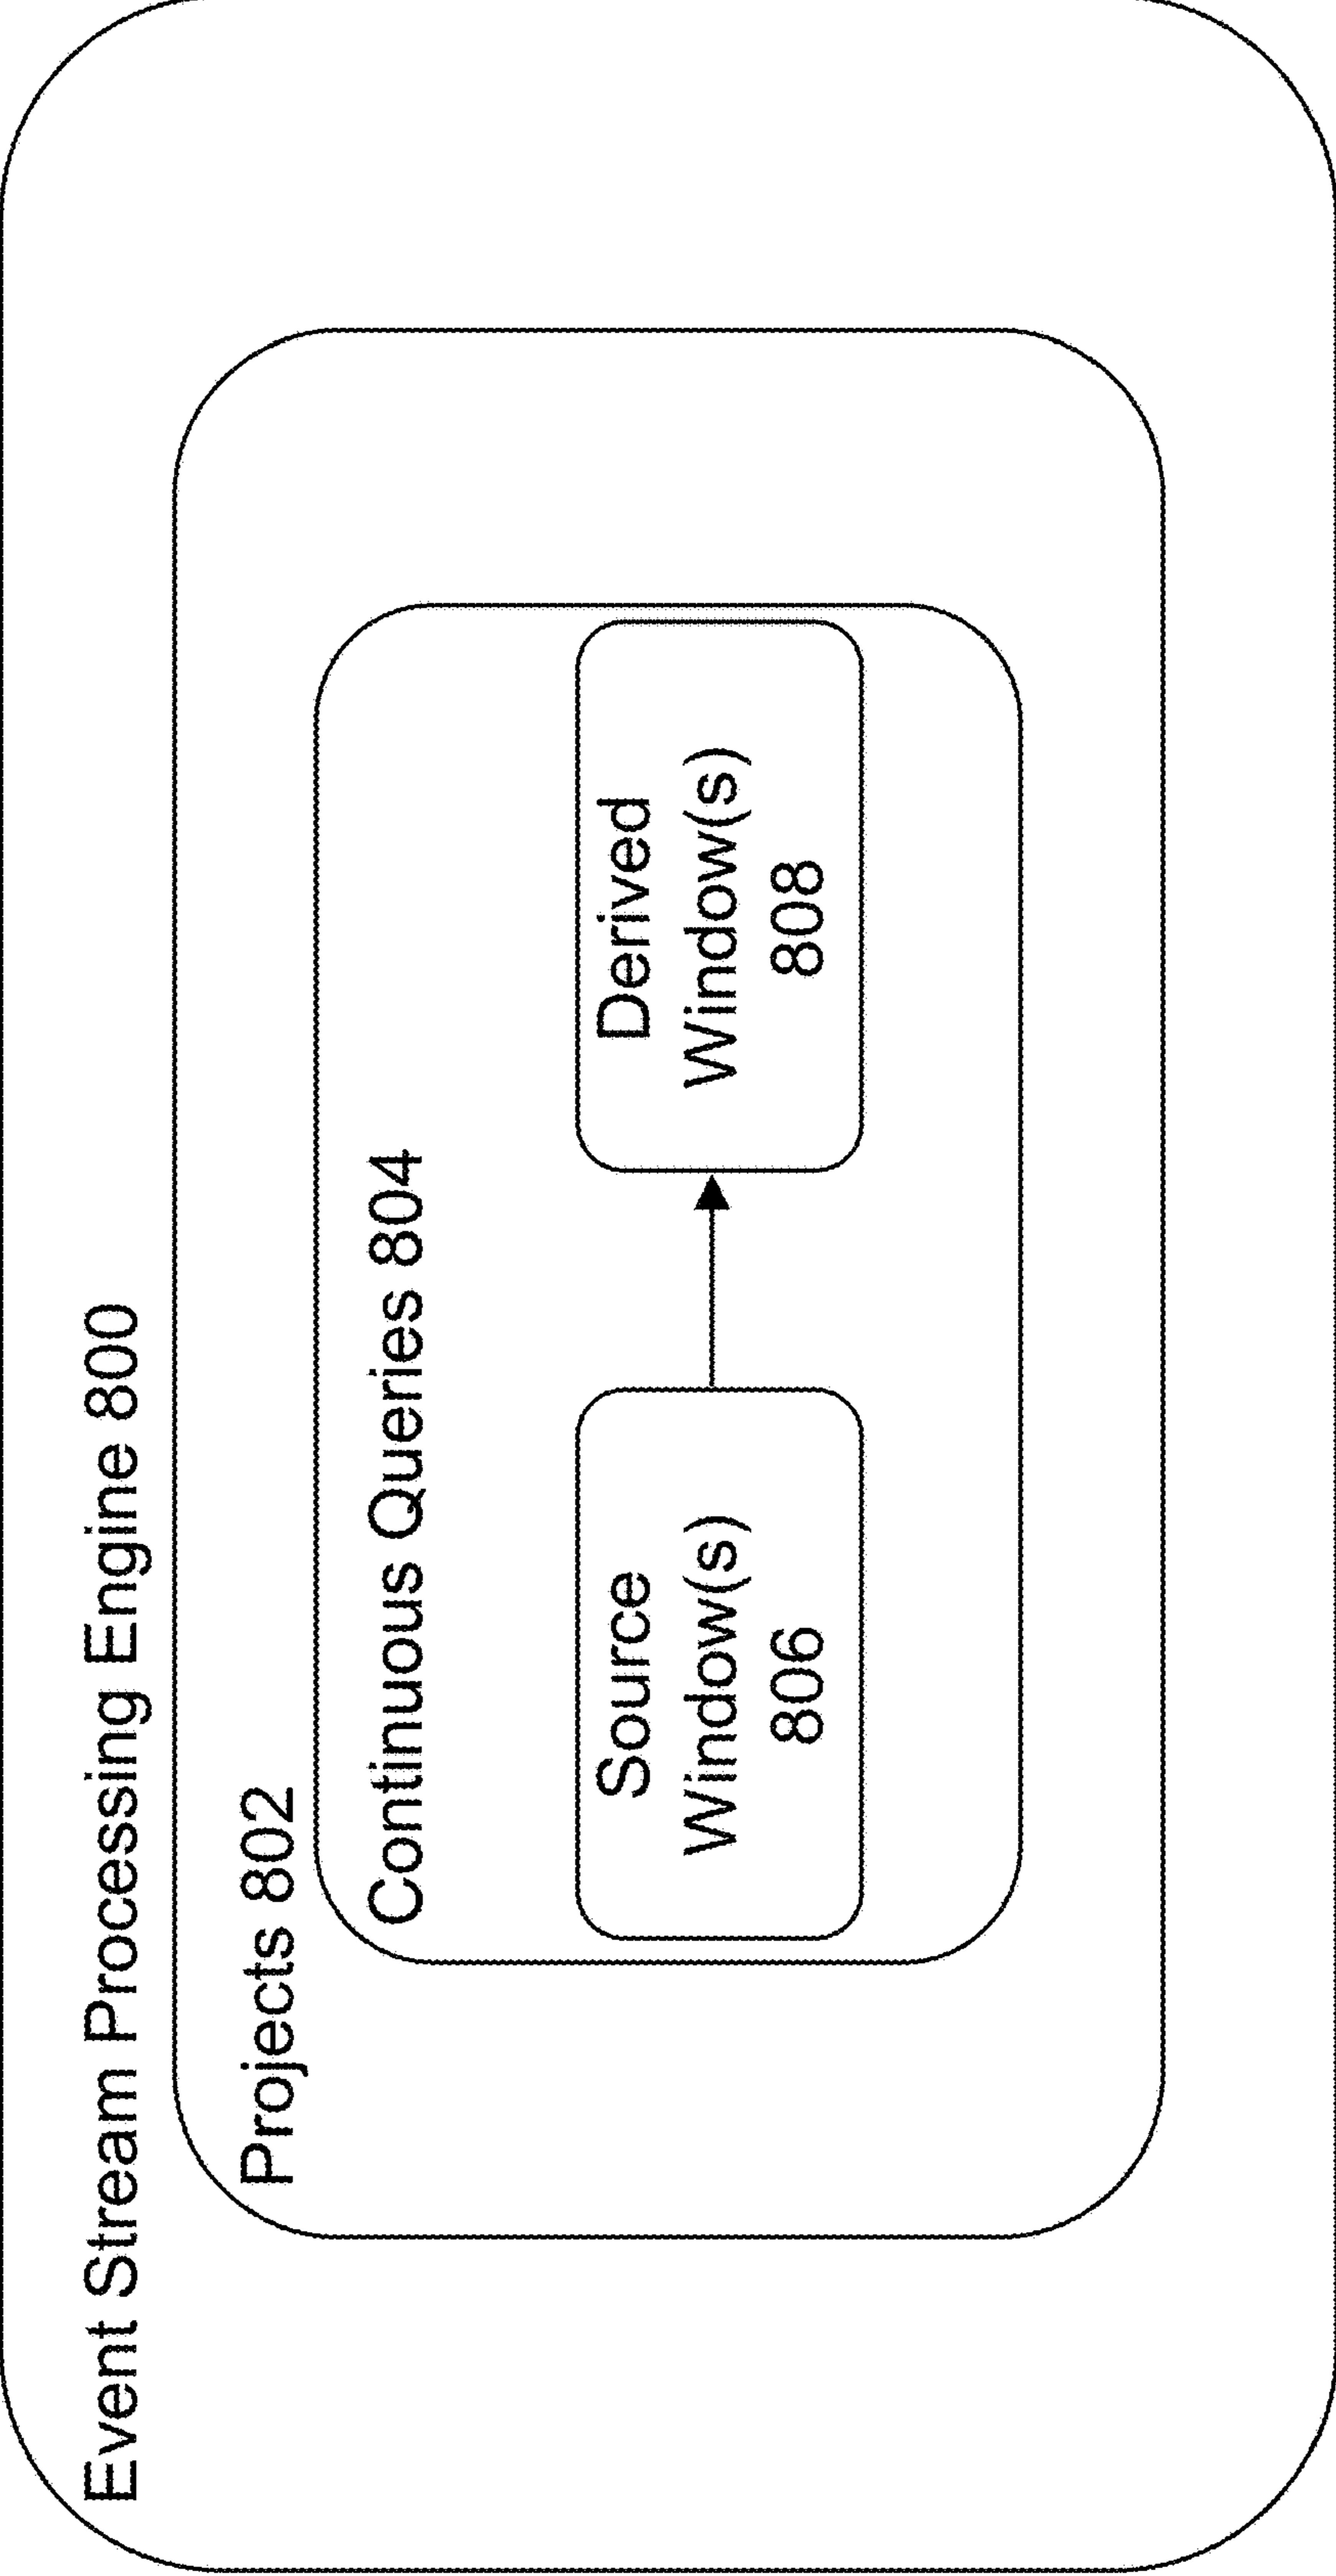 Event Stream Processing Engine 800
Projects 802
Continuous Queries 804
Source
Window(s)
806
Derived
Window(s)
808